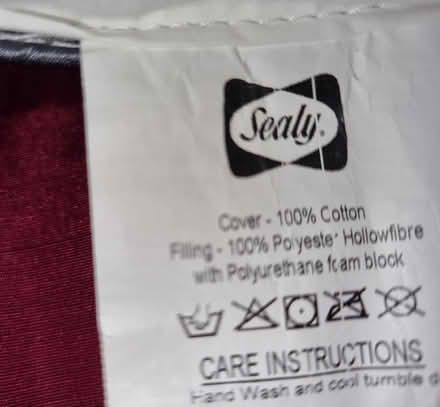 Sealy
Cover - 100% Cotton
Filling - 100% Polyester Hollowfibre
with Polyurethane foam block
CARE INSTRUCTIONS
Hand Wash and cool tumble d